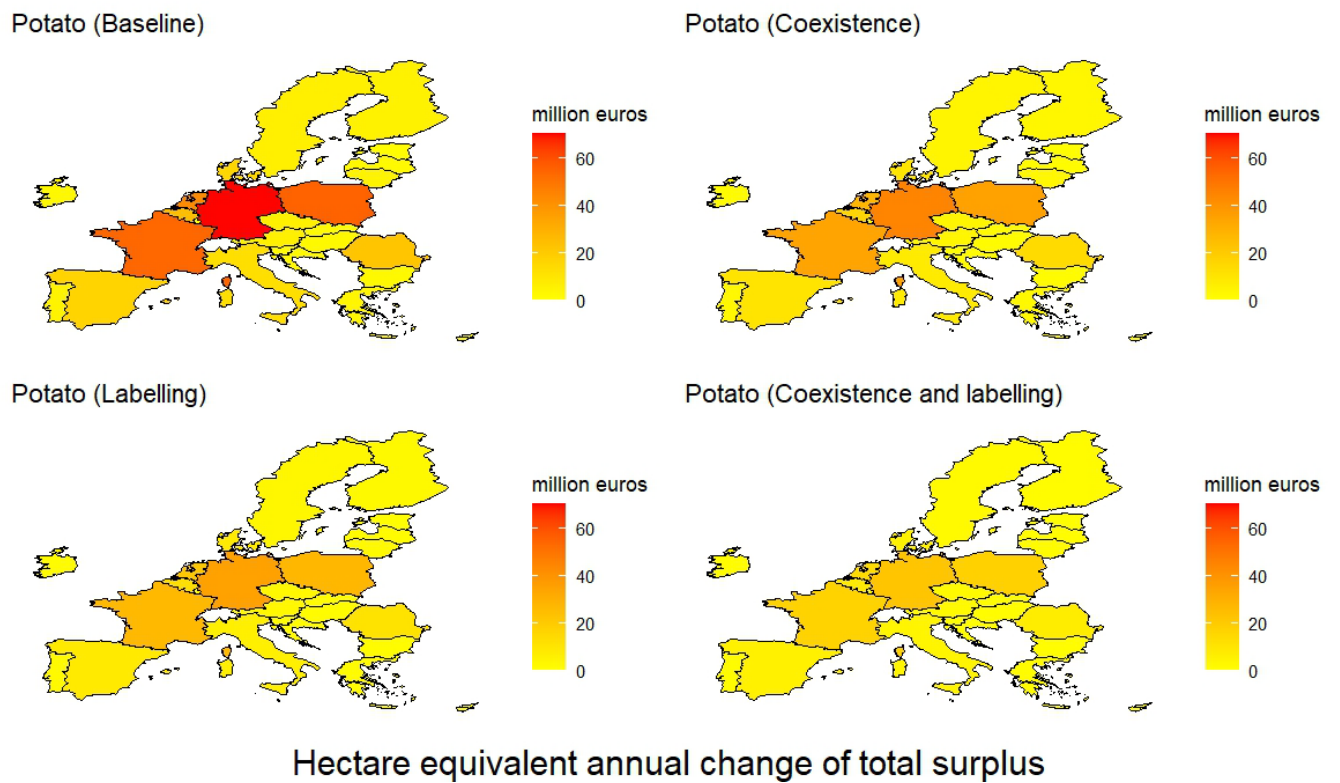 Potato (Baseline)
million euros
60
40
20
0
Potato (Coexistence)
million euros
60
40
20
0
Potato (Labelling)
million euros
60
40
20
0
Potato (Coexistence and labelling)
million euros
60
40
20
0
Hectare equivalent annual change of total surplus